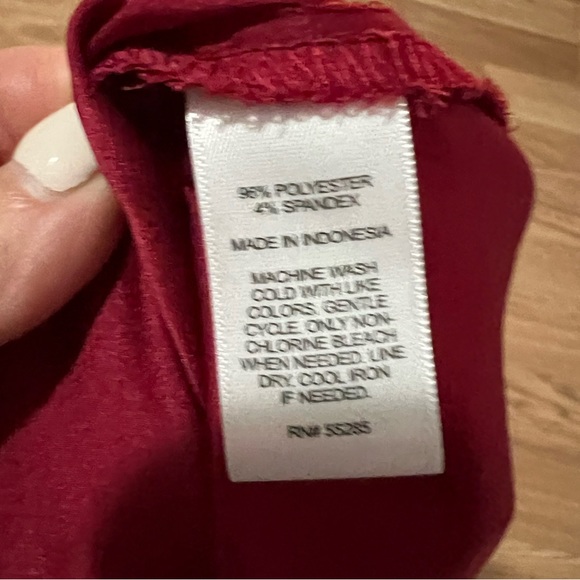 96% POLYESTER
4% SPANDEX
MADE IN INDONESIA
MACHINE WASH
COLD WITH LIKE
COLORS, GENTLE
CYCLE. ONLY NON-
CHLORINE BLEACH
WHEN NEEDED. LINE
DRY. COOL IRON
IF NEEDED.
RN# 55285